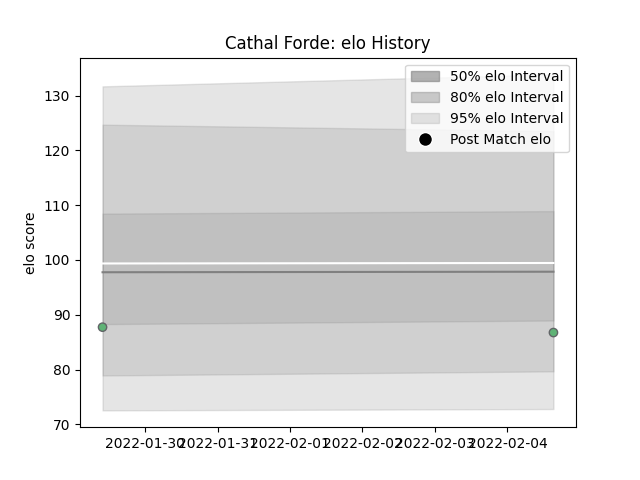 Cathal Forde: elo History
50% elo Interval
80% elo Interval
95% elo Interval
Post Match elo
elo score
130
120
110
100
90
80
70
2022-01-30 2022-01-31 2022-02-01 2022-02-02 2022-02-03 2022-02-04